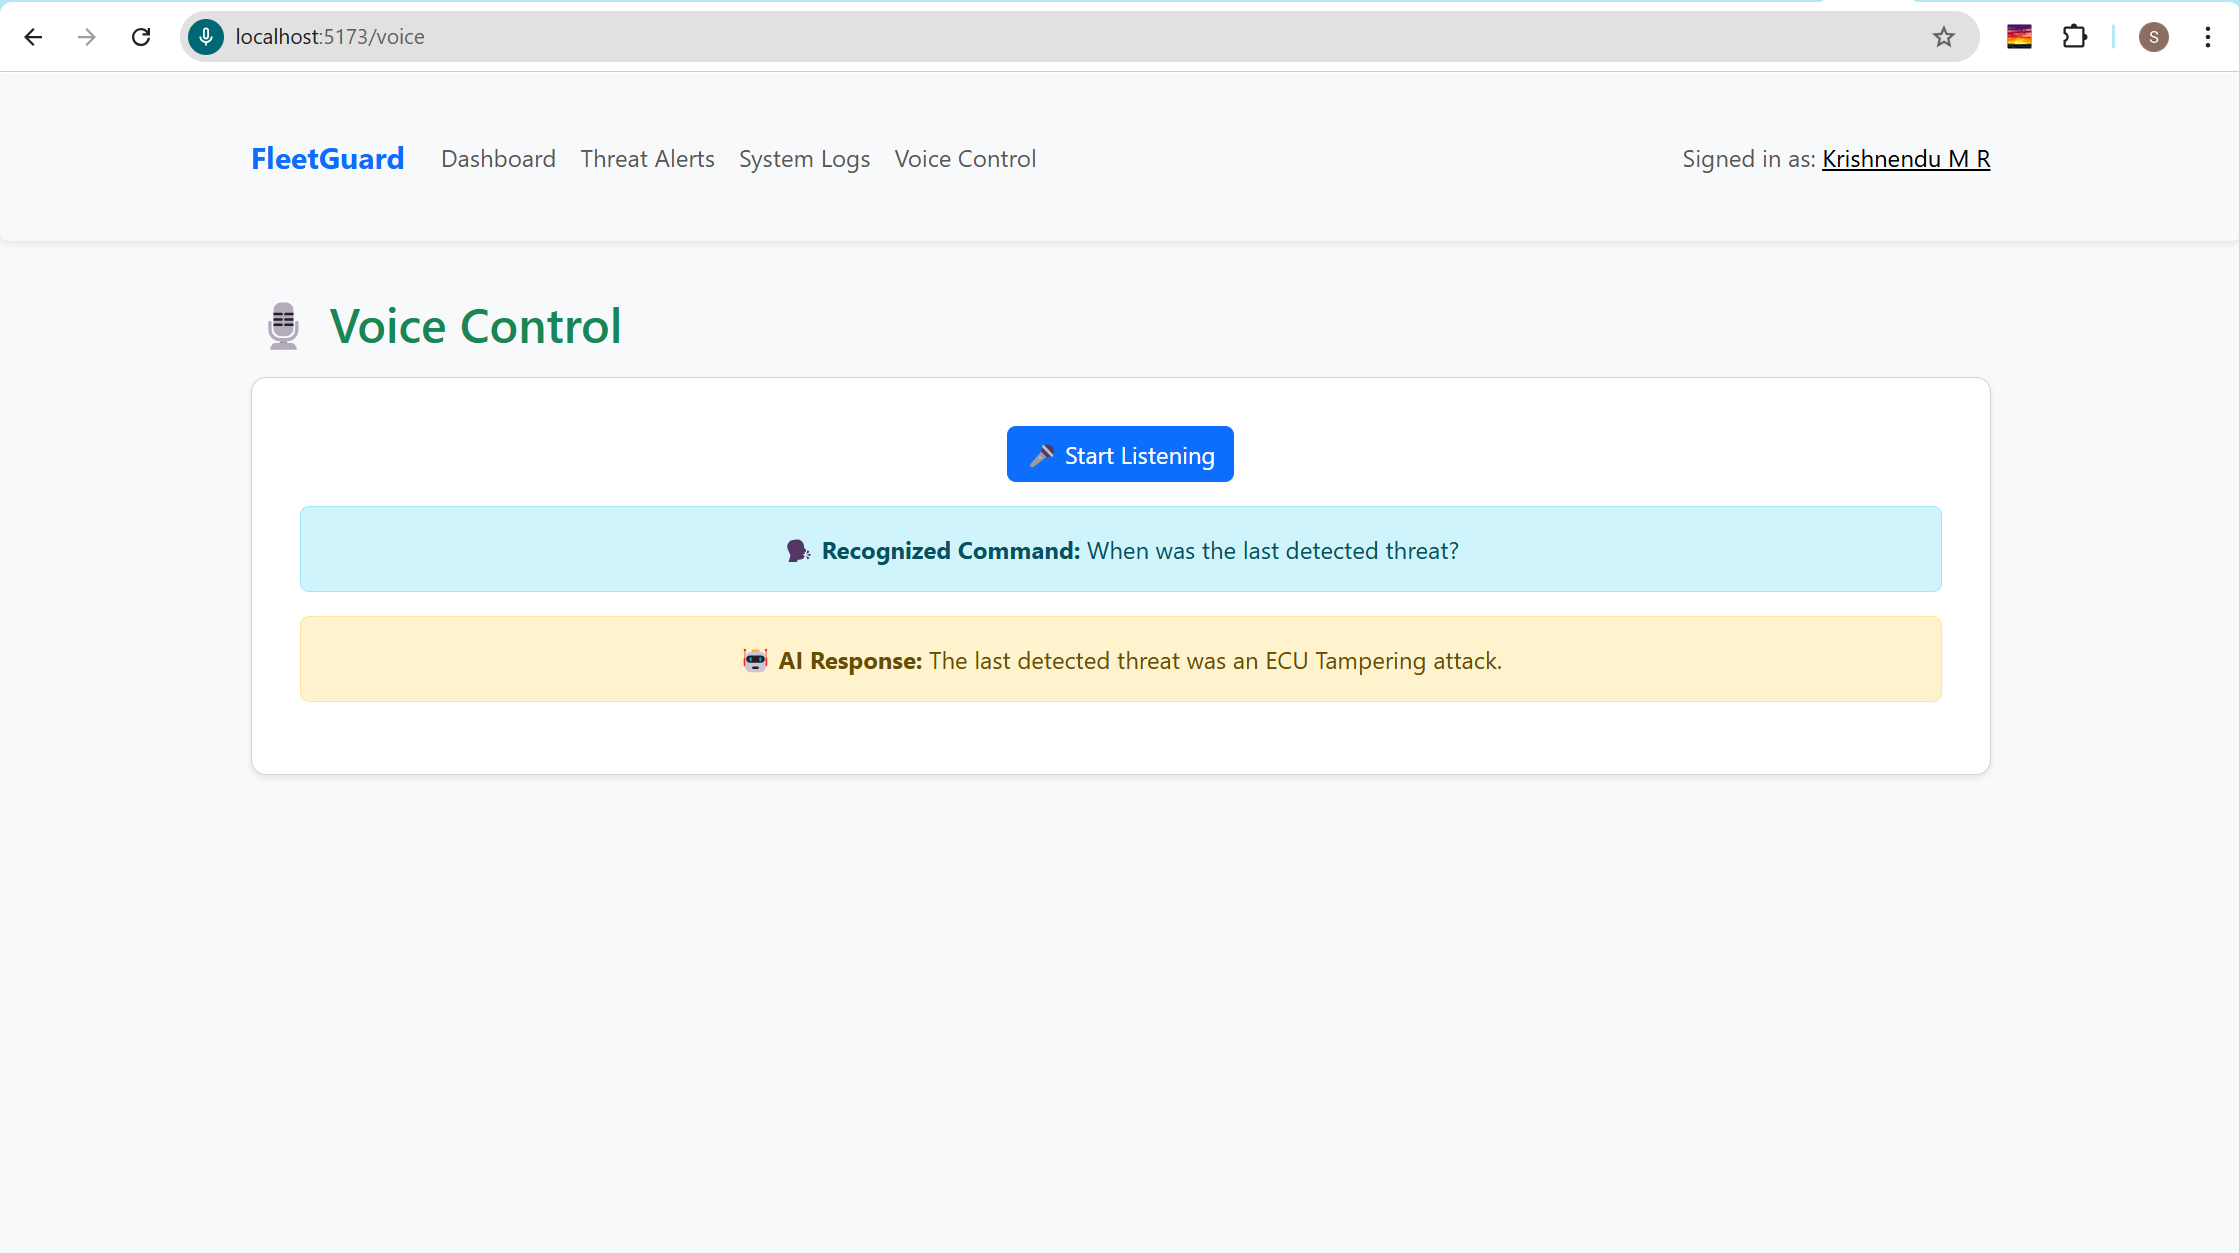 localhost:5173/voice
S
FleetGuard Dashboard Threat Alerts System Logs Voice Control Signed in as: Krishnendu M R
Voice Control
Start Listening
Recognized Command: When was the last detected threat?
AI Response: The last detected threat was an ECU Tampering attack.